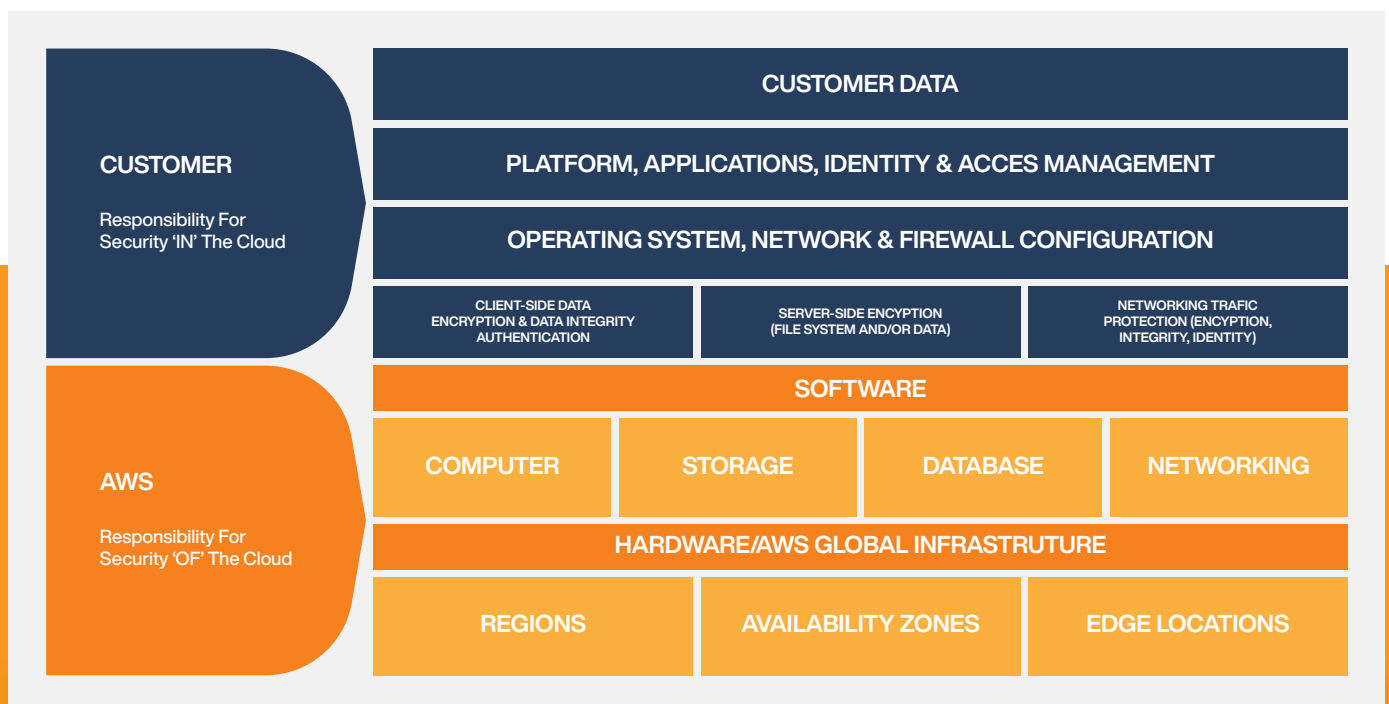 CUSTOMER
Responsibility For
Security ‘IN’ The Cloud
CUSTOMER DATA
PLATFORM, APPLICATIONS, IDENTITY & ACCES MANAGEMENT
OPERATING SYSTEM, NETWORK & FIREWALL CONFIGURATION
CLIENT-SIDE DATA
ENCRYPTION & DATA INTEGRITY
AUTHENTICATION
SERVER-SIDE ENCYPTION
(FILE SYSTEM AND/OR DATA)
NETWORKING TRAFIC
PROTECTION (ENCYPTION,
INTEGRITY, IDENTITY)
AWS
Responsibility For
Security ‘OF’ The Cloud
SOFTWARE
COMPUTER
STORAGE
DATABASE
NETWORKING
HARDWARE/AWS GLOBAL INFRASTRUTURE
REGIONS
AVAILABILITY ZONES
EDGE LOCATIONS